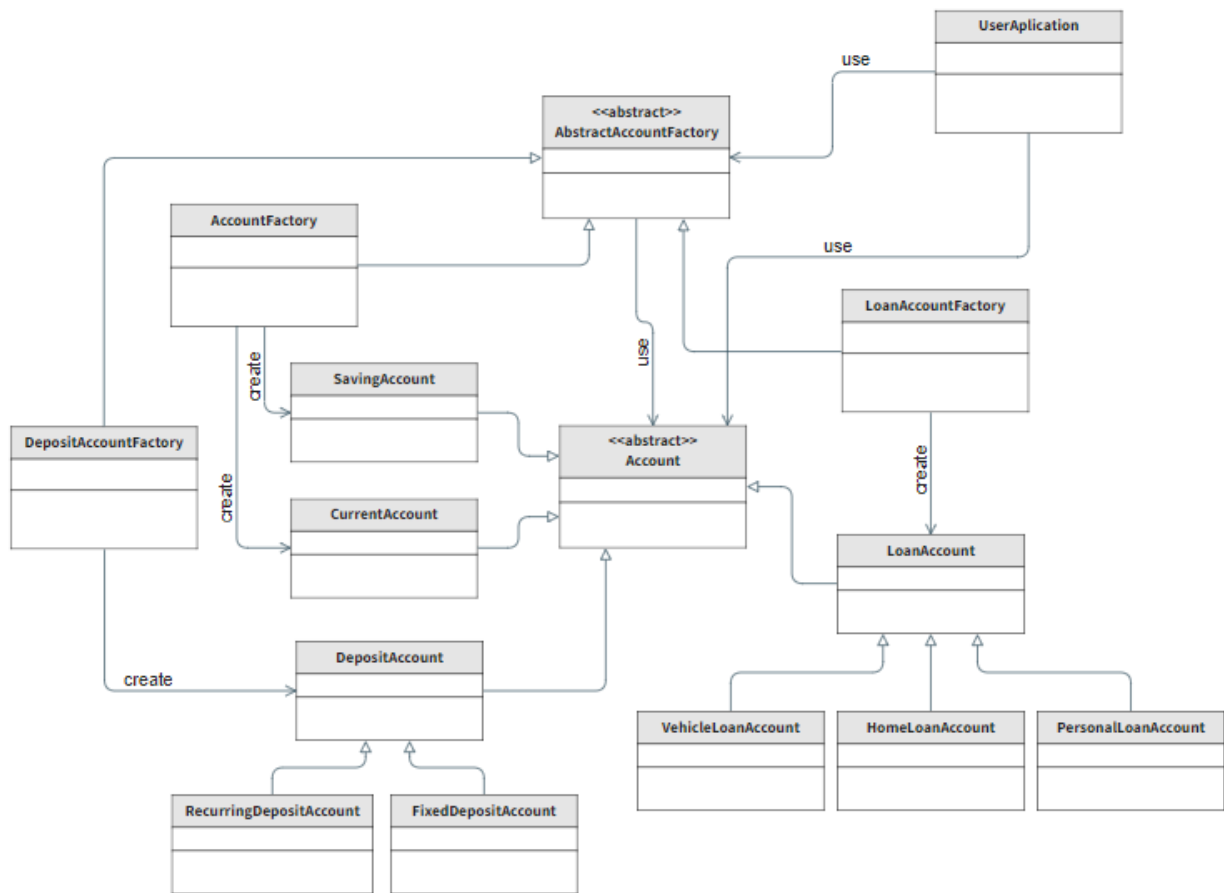 UserAplication
use
<<abstract>>
AbstractAccountFactory
AccountFactory
use
LoanAccountFactory
use
create
SavingAccount
DepositAccountFactory
<<abstract>>
Account
create
create
CurrentAccount
LoanAccount
DepositAccount
create
VehicleLoanAccount
HomeLoanAccount
PersonalLoanAccount
RecurringDepositAccount
FixedDepositAccount